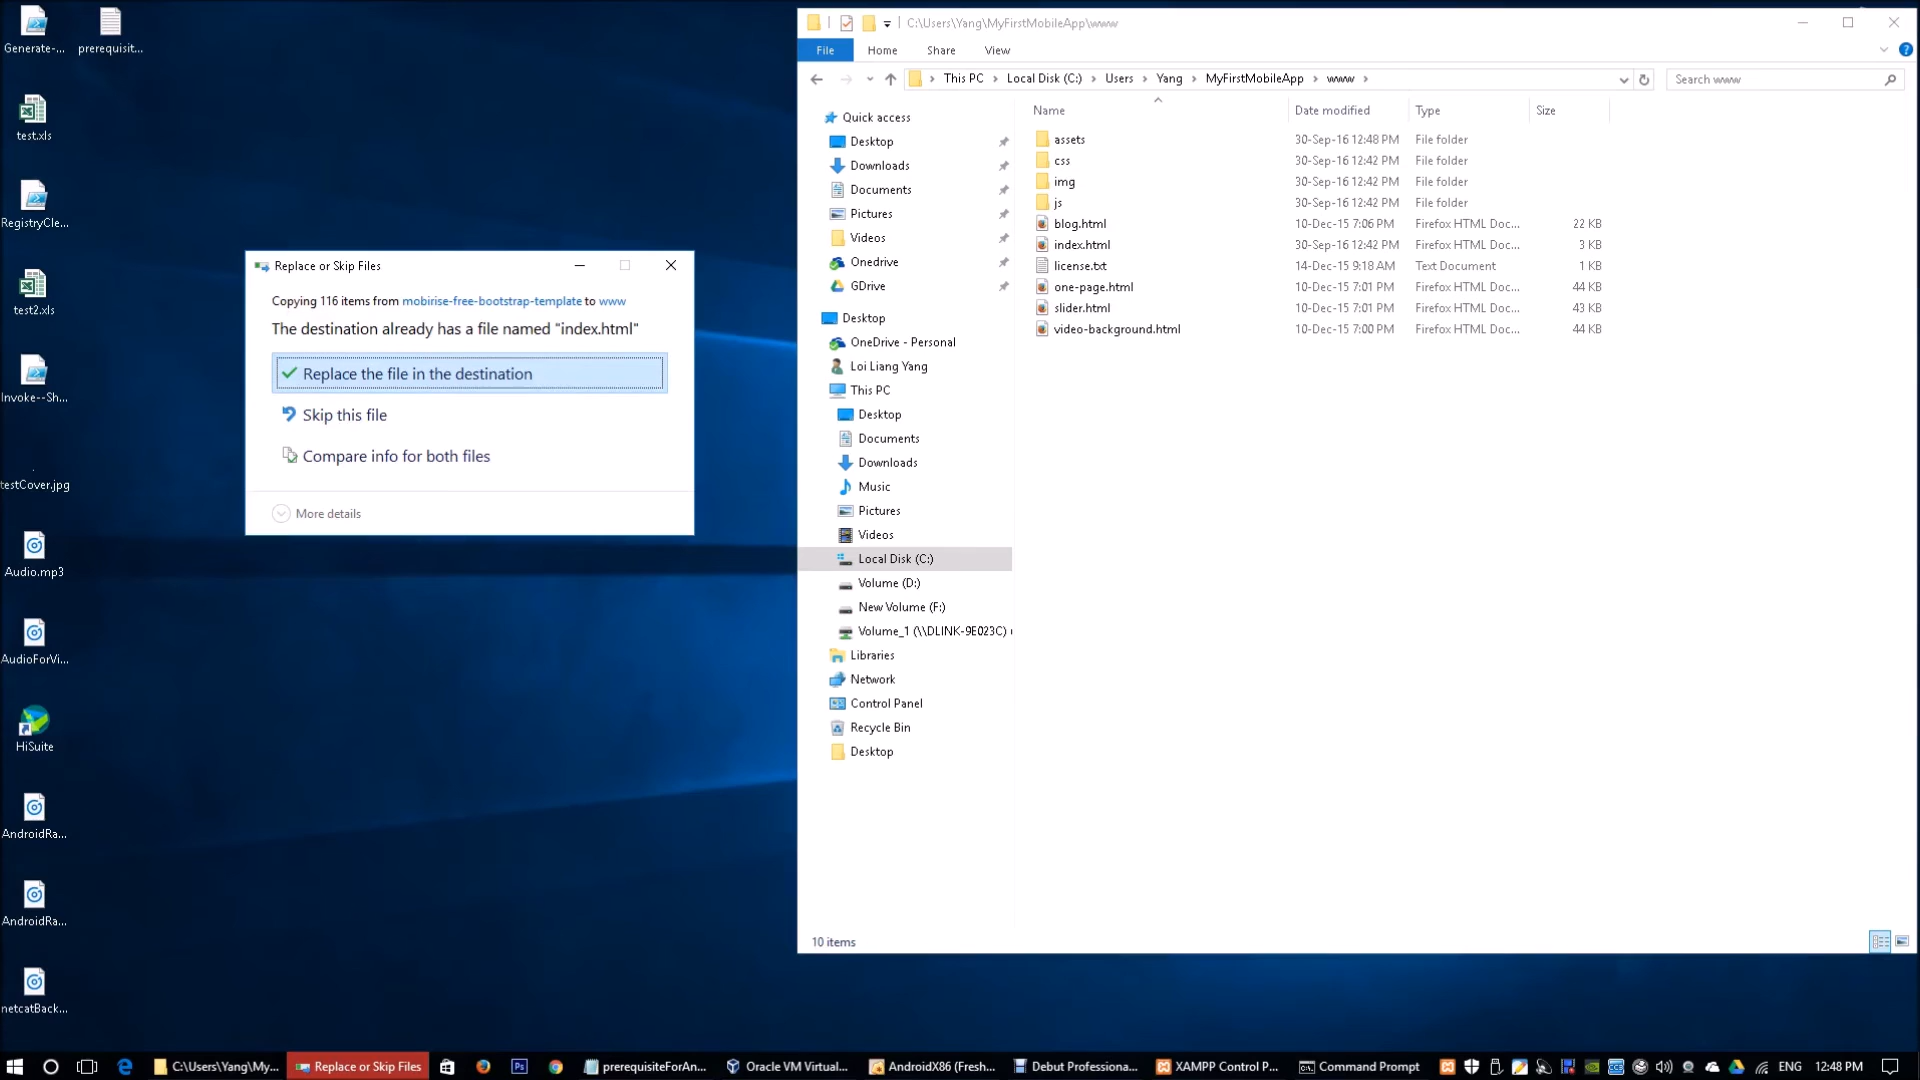 Generate-...
prerequisit...
test.xls
RegistryCle...
test2.xls
Invoke--Sh...
testCover.jpg
Audio.mp3
AudioForVi...
HiSuite
AndroidRa...
AndroidRa...
netcatBack...
Replace or Skip Files
Copying 116 items from mobirise-free-bootstrap-template to www
The destination already has a file named "index.html"
Replace the file in the destination
Skip this file
Compare info for both files
More details
C:\Users\Yang\MyFirstMobileApp\www
File Home Share View
This PC Local Disk (C:) Users Yang MyFirstMobileApp www
Search www
Quick access
Desktop
Downloads
Documents
Pictures
Videos
Onedrive
GDrive
Desktop
OneDrive - Personal
Loi Liang Yang
This PC
Desktop
Documents
Downloads
Music
Pictures
Videos
Local Disk (C:)
Volume (D:)
New Volume (F:)
Volume_1 (\\DLINK-9E023C) (
Libraries
Network
Control Panel
Recycle Bin
Desktop
Name Date modified Type Size
assets 30-Sep-16 12:48 PM File folder
css 30-Sep-16 12:42 PM File folder
img 30-Sep-16 12:42 PM File folder
js 30-Sep-16 12:42 PM File folder
blog.html 10-Dec-15 7:06 PM Firefox HTML Doc... 22 KB
index.html 30-Sep-16 12:42 PM Firefox HTML Doc... 3 KB
license.txt 14-Dec-15 9:18 AM Text Document 1 KB
one-page.html 10-Dec-15 7:01 PM Firefox HTML Doc... 44 KB
slider.html 10-Dec-15 7:01 PM Firefox HTML Doc... 43 KB
video-background.html 10-Dec-15 7:00 PM Firefox HTML Doc... 44 KB
10 items
C:\Users\Yang\My... Replace or Skip Files prerequisiteForAn... Oracle VM Virtual... AndroidX86 (Fresh... Debut Professiona... XAMPP Control P... Command Prompt ENG 12:48 PM